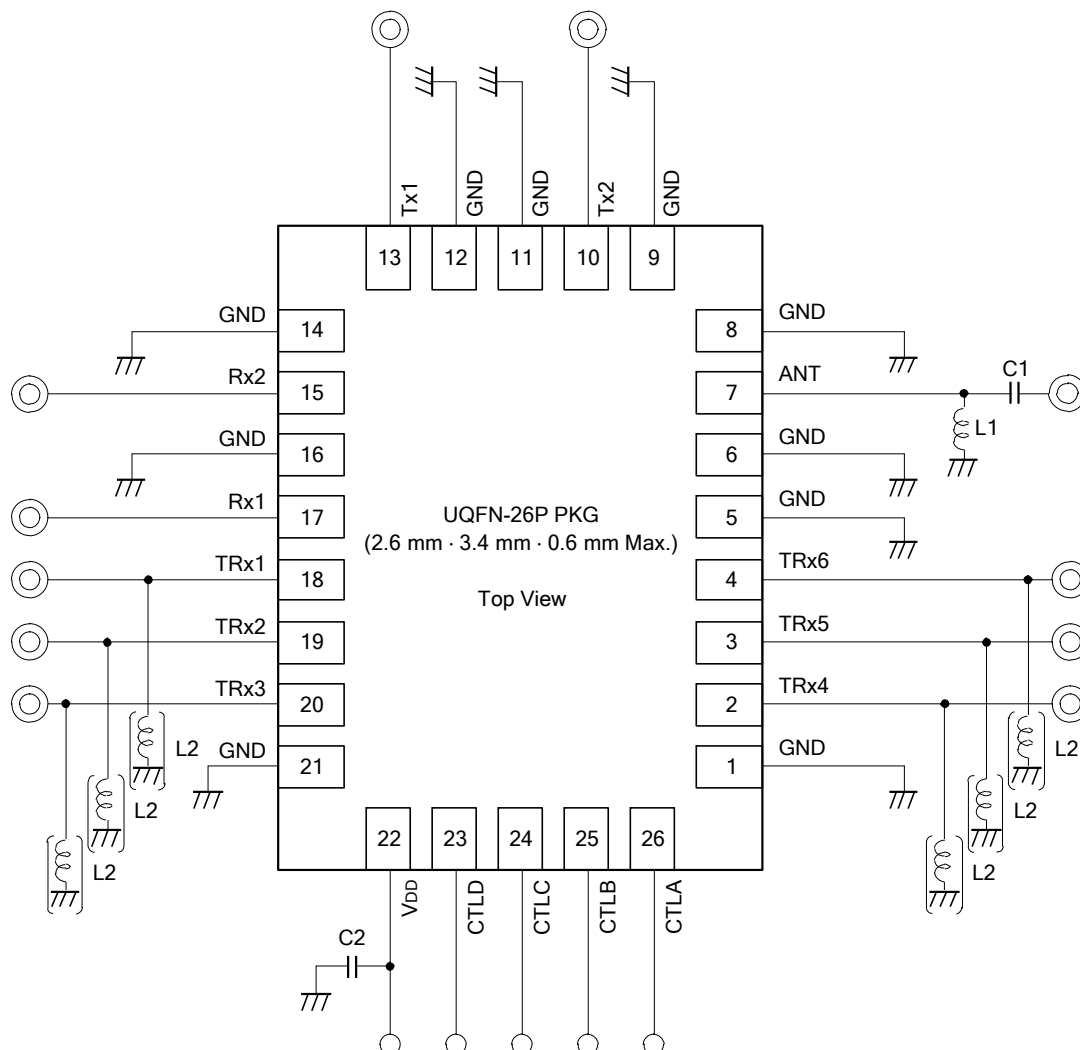 Tx1
GND
GND
Tx2
GND
13
12
11
10
9
GND
14
8
GND
Rx2
15
7
ANT
C1
L1
GND
16
6
GND
Rx1
17
5
GND
UQFN-26P PKG
(2.6 mm · 3.4 mm · 0.6 mm Max.)
Top View
TRx1
18
4
TRx6
TRx2
19
3
TRx5
TRx3
20
2
TRx4
GND
21
1
GND
L2
L2
L2
L2
L2
L2
22
23
24
25
26
VDD
CTLD
CTLC
CTLB
CTLA
C2